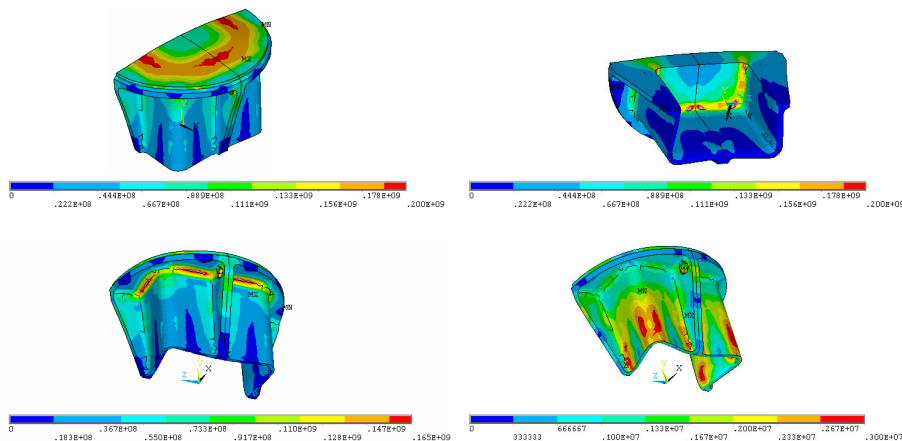 MN
MX
X
0 .444E+08 .889E+08 .133E+09 .178E+09
.222E+08 .667E+08 .111E+09 .156E+09 .200E+09
0 .444E+08 .889E+08 .133E+09 .178E+09
.222E+08 .667E+08 .111E+09 .156E+09 .200E+09
MX
MN
Y
Z X
0 .367E+08 .733E+08 .110E+09 .147E+09
.183E+08 .550E+08 .917E+08 .128E+09 .165E+09
MN
MX
Y
Z X
0 666667 .133E+07 .200E+07 .267E+07
333333 .100E+07 .167E+07 .233E+07 .300E+07